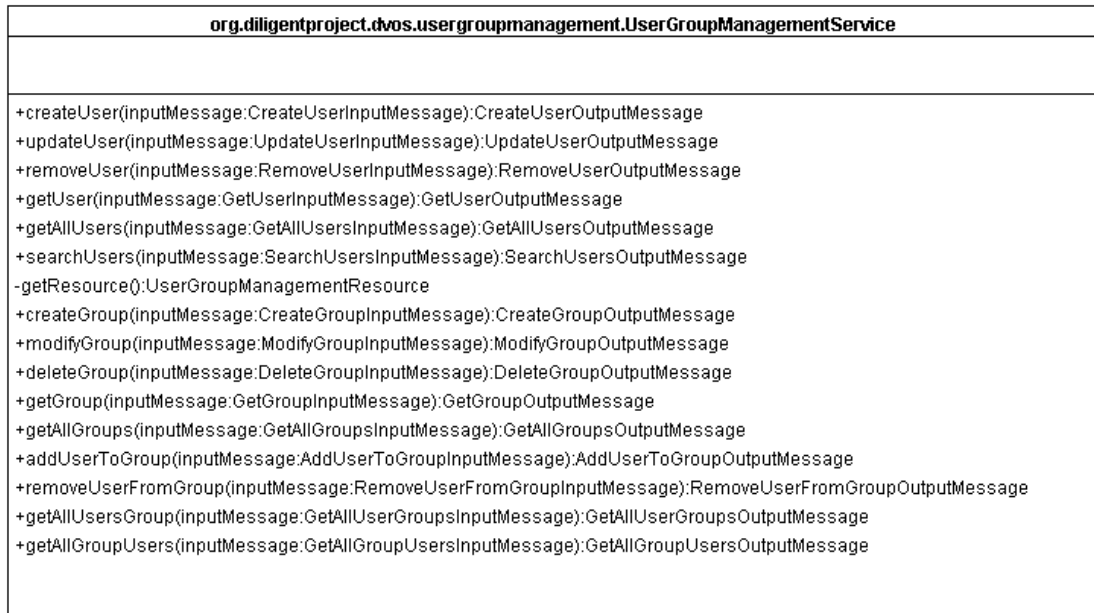 org.diligentproject.dvos.usergroupmanagement.UserGroupManagementService
+createUser(inputMessage:CreateUserInputMessage):CreateUserOutputMessage
+updateUser(inputMessage:UpdateUserInputMessage):UpdateUserOutputMessage
+removeUser(inputMessage:RemoveUserInputMessage):RemoveUserOutputMessage
+getUser(inputMessage:GetUserInputMessage):GetUserOutputMessage
+getAllUsers(inputMessage:GetAllUsersInputMessage):GetAllUsersOutputMessage
+searchUsers(inputMessage:SearchUsersInputMessage):SearchUsersOutputMessage
-getResource():UserGroupManagementResource
+createGroup(inputMessage:CreateGroupInputMessage):CreateGroupOutputMessage
+modifyGroup(inputMessage:ModifyGroupInputMessage):ModifyGroupOutputMessage
+deleteGroup(inputMessage:DeleteGroupInputMessage):DeleteGroupOutputMessage
+getGroup(inputMessage:GetGroupInputMessage):GetGroupOutputMessage
+getAllGroups(inputMessage:GetAllGroupsInputMessage):GetAllGroupsOutputMessage
+addUserToGroup(inputMessage:AddUserToGroupInputMessage):AddUserToGroupOutputMessage
+removeUserFromGroup(inputMessage:RemoveUserFromGroupInputMessage):RemoveUserFromGroupOutputMessage
+getAllUsersGroup(inputMessage:GetAllUserGroupsInputMessage):GetAllUserGroupsOutputMessage
+getAllGroupUsers(inputMessage:GetAllGroupUsersInputMessage):GetAllGroupUsersOutputMessage